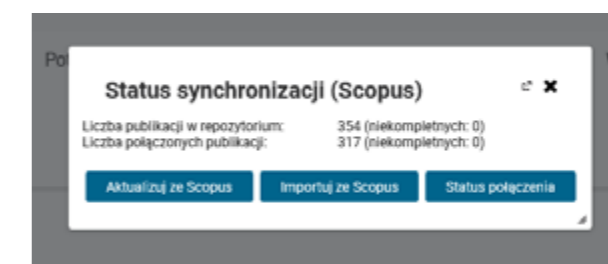 Status synchronizacji (Scopus)
Liczba publikacji w repozytorium: 354 (niekompletnych: 0)
Liczba połączonych publikacji: 317 (niekompletnych: 0)
Aktualizuj ze Scopus Importuj ze Scopus Status połączenia